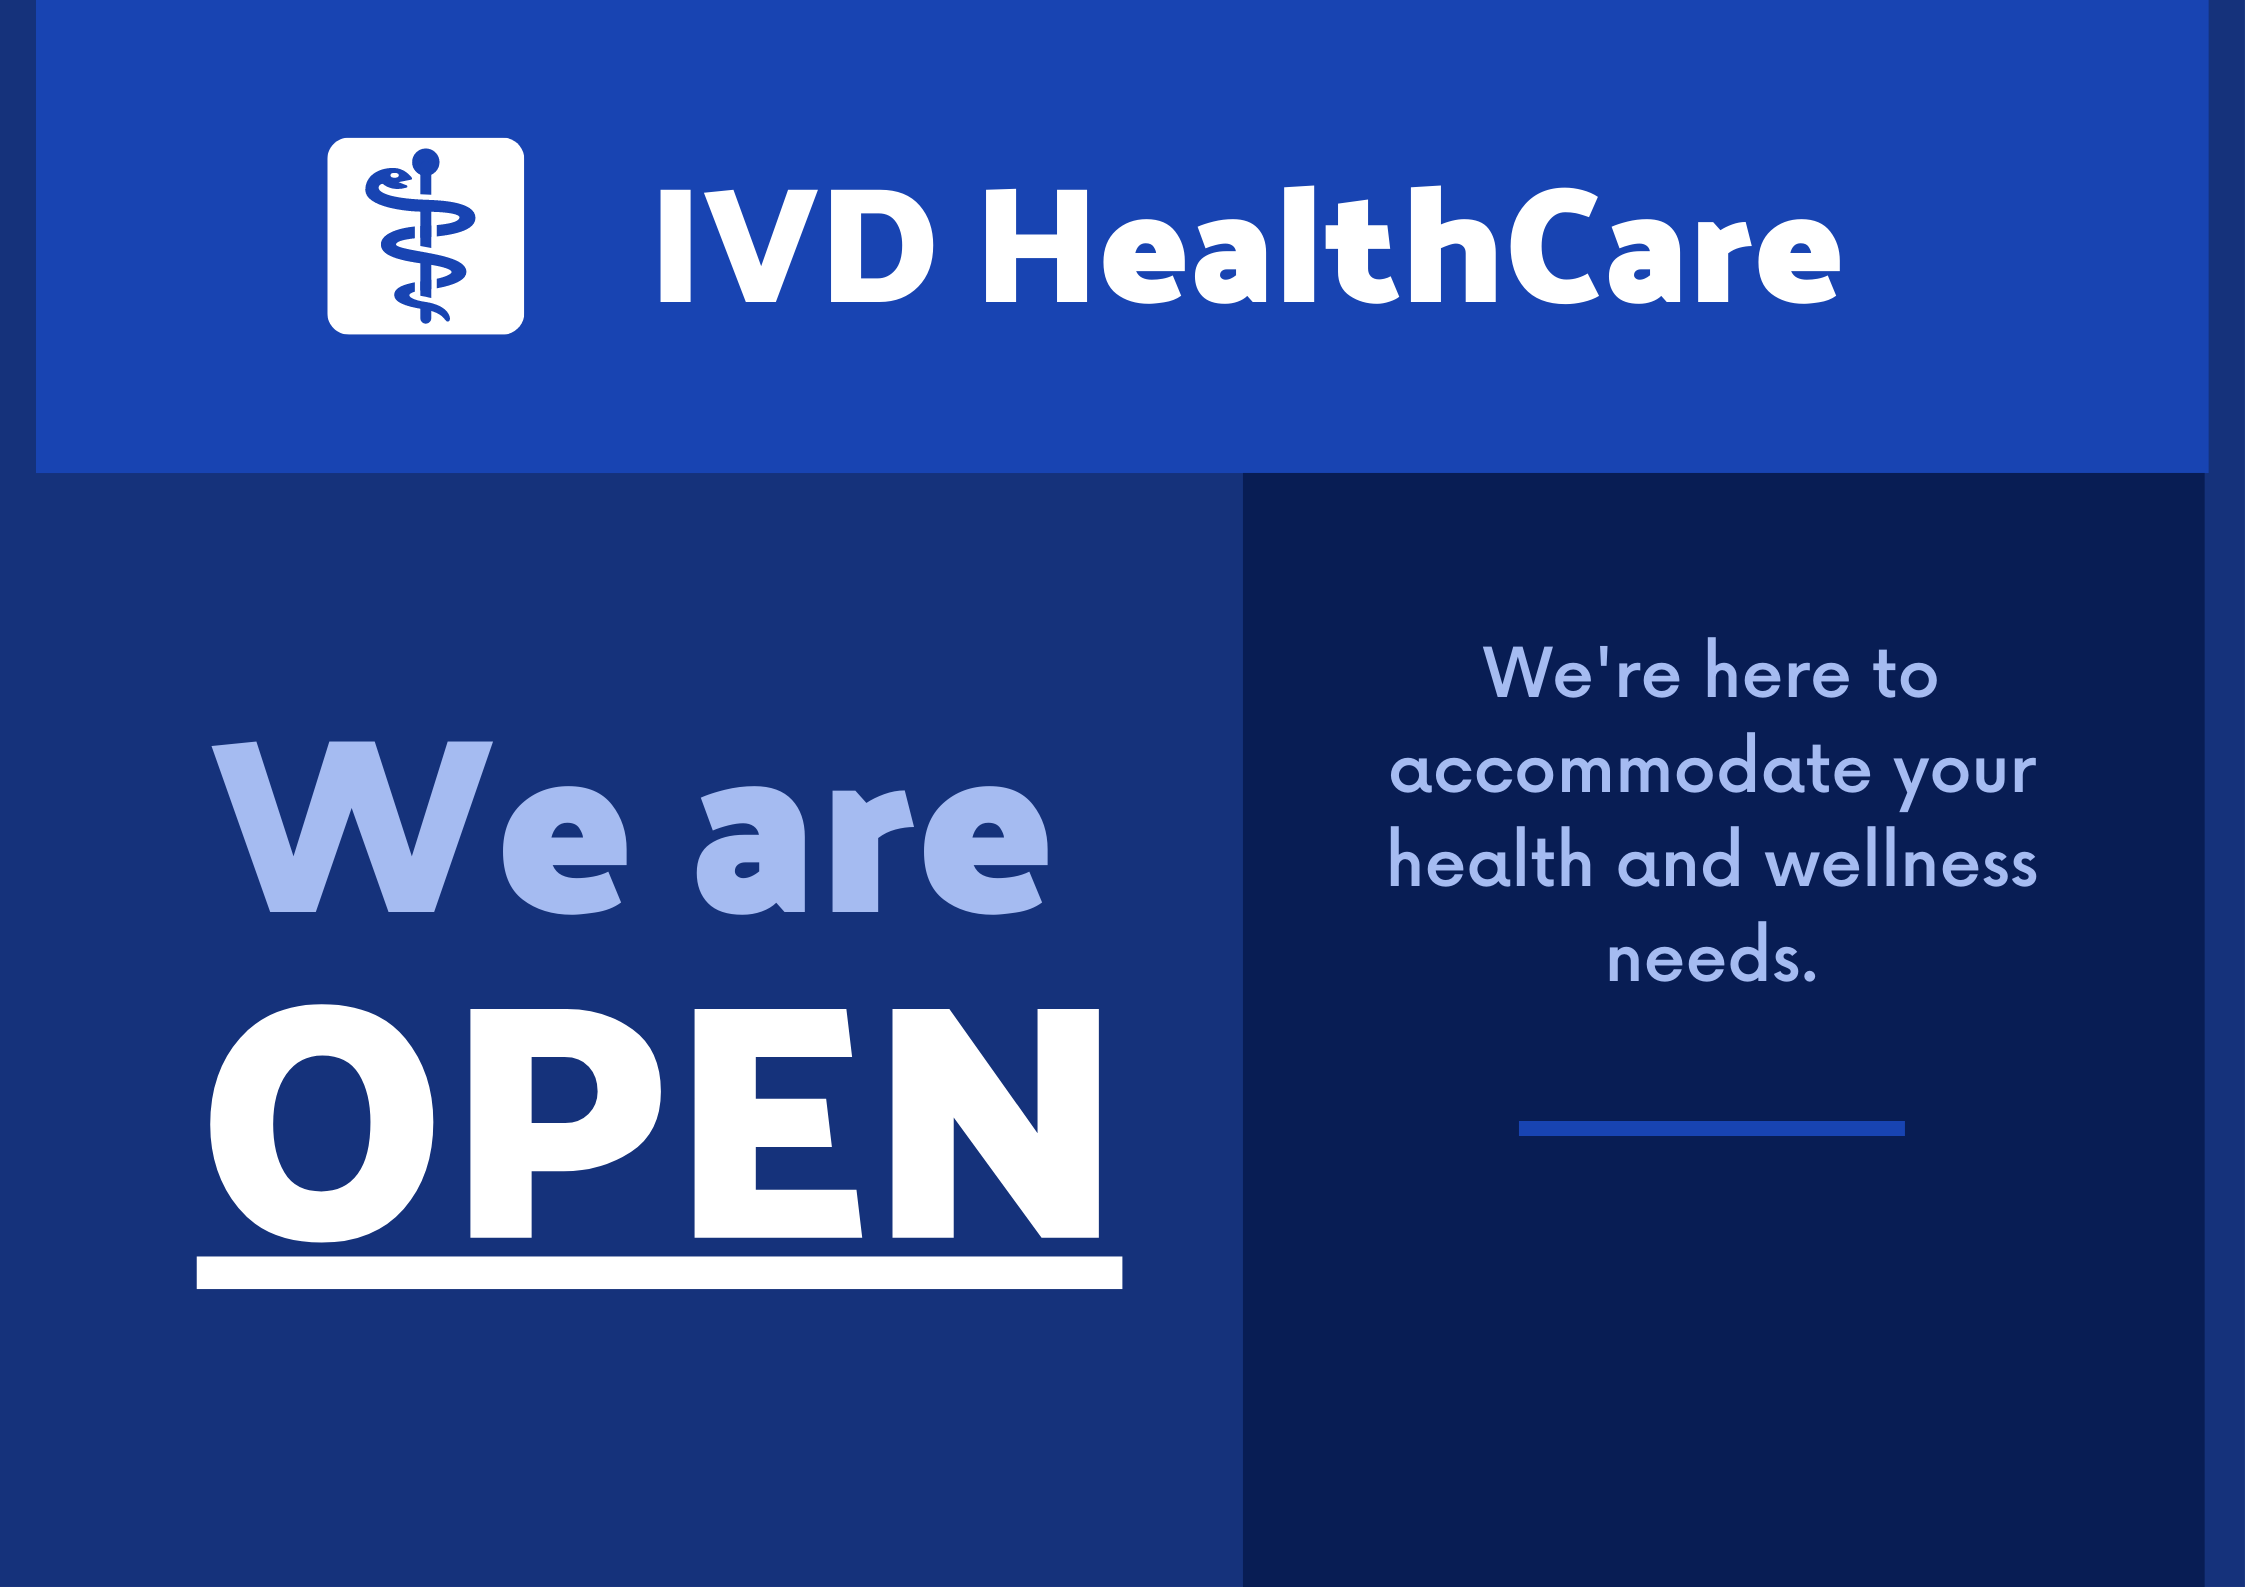 IVD HealthCare
We are
OPEN
We're here to
accommodate your
health and wellness
needs.